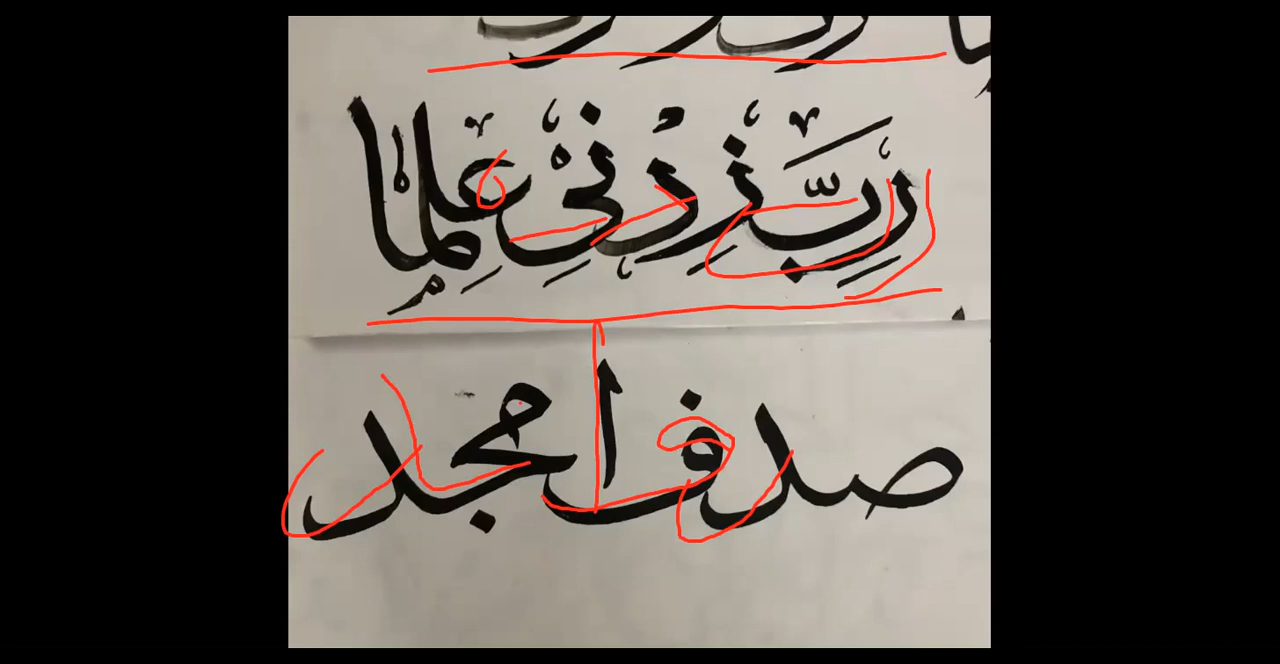 رَبِّ زِدْنِي عِلْمًا
صدف امجد